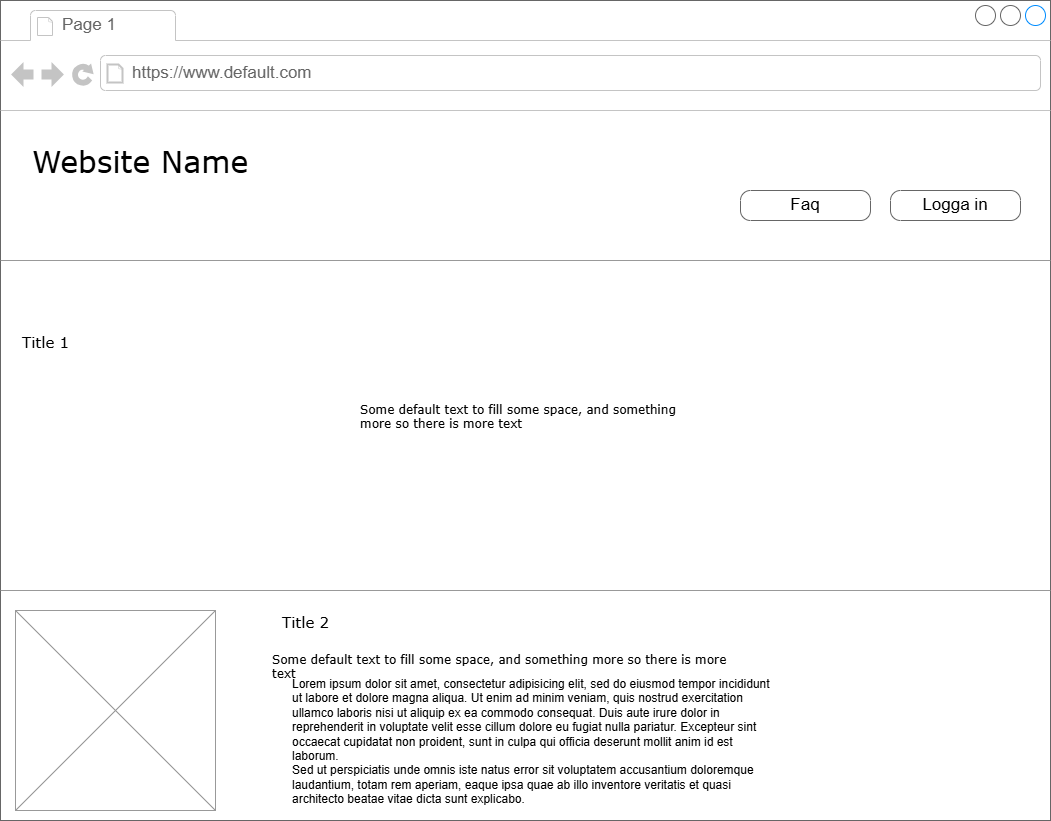 Page 1
https://www.default.com
Website Name
Faq
Logga in
Title 1
Some default text to fill some space, and something
more so there is more text
Title 2
Some default text to fill some space, and something more so there is more
text
Lorem ipsum dolor sit amet, consectetur adipisicing elit, sed do eiusmod tempor incididunt
ut labore et dolore magna aliqua. Ut enim ad minim veniam, quis nostrud exercitation
ullamco laboris nisi ut aliquip ex ea commodo consequat. Duis aute irure dolor in
reprehenderit in voluptate velit esse cillum dolore eu fugiat nulla pariatur. Excepteur sint
occaecat cupidatat non proident, sunt in culpa qui officia deserunt mollit anim id est
laborum.
Sed ut perspiciatis unde omnis iste natus error sit voluptatem accusantium doloremque
laudantium, totam rem aperiam, eaque ipsa quae ab illo inventore veritatis et quasi
architecto beatae vitae dicta sunt explicabo.